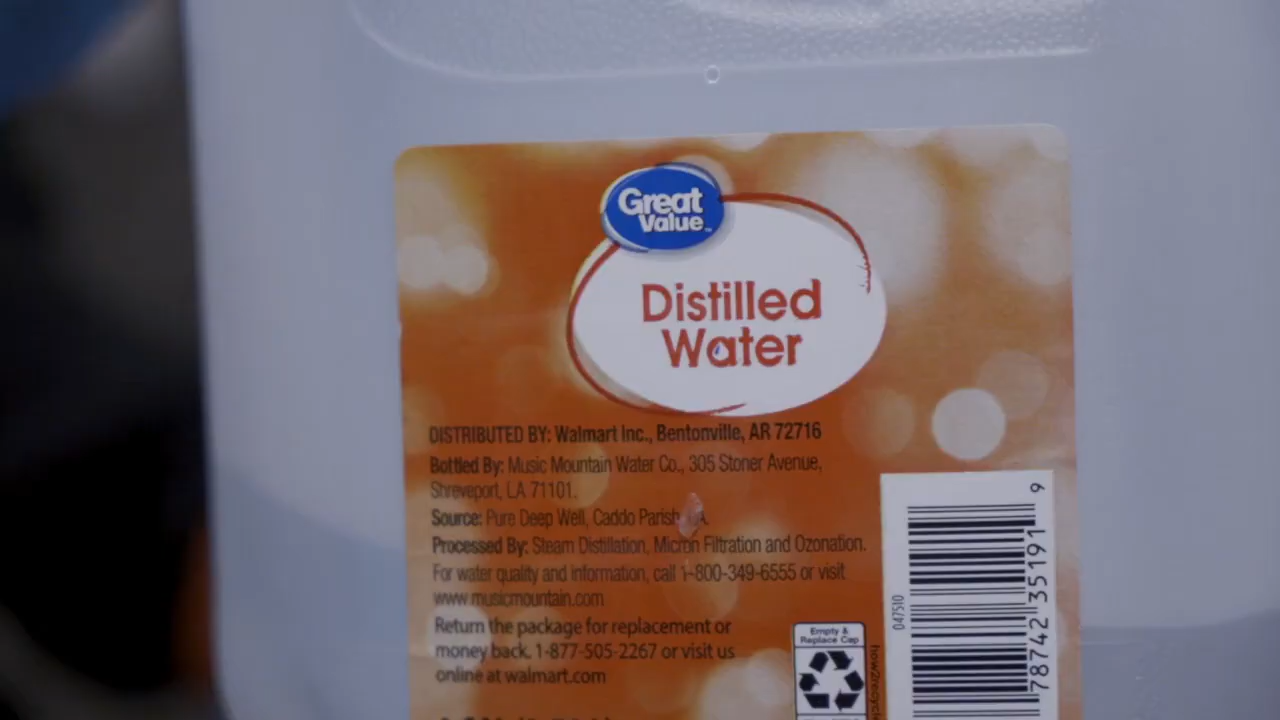 Great
Value™
Distilled
Water
DISTRIBUTED BY: Walmart Inc., Bentonville, AR 72716
Bottled By: Music Mountain Water Co., 305 Stoner Avenue,
Shreveport, LA 71101.
Source: Pure Deep Well, Caddo Parish, A.
Processed By: Steam Distillation, Micron Filtration and Ozonation.
For water quality and information, call 1-800-349-6555 or visit
www.musicmountain.com
Return the package for replacement or
money back. 1-877-505-2267 or visit us
online at walmart.com
Empty &
Replace Cap
how2recycle
047510
78742 35191 9